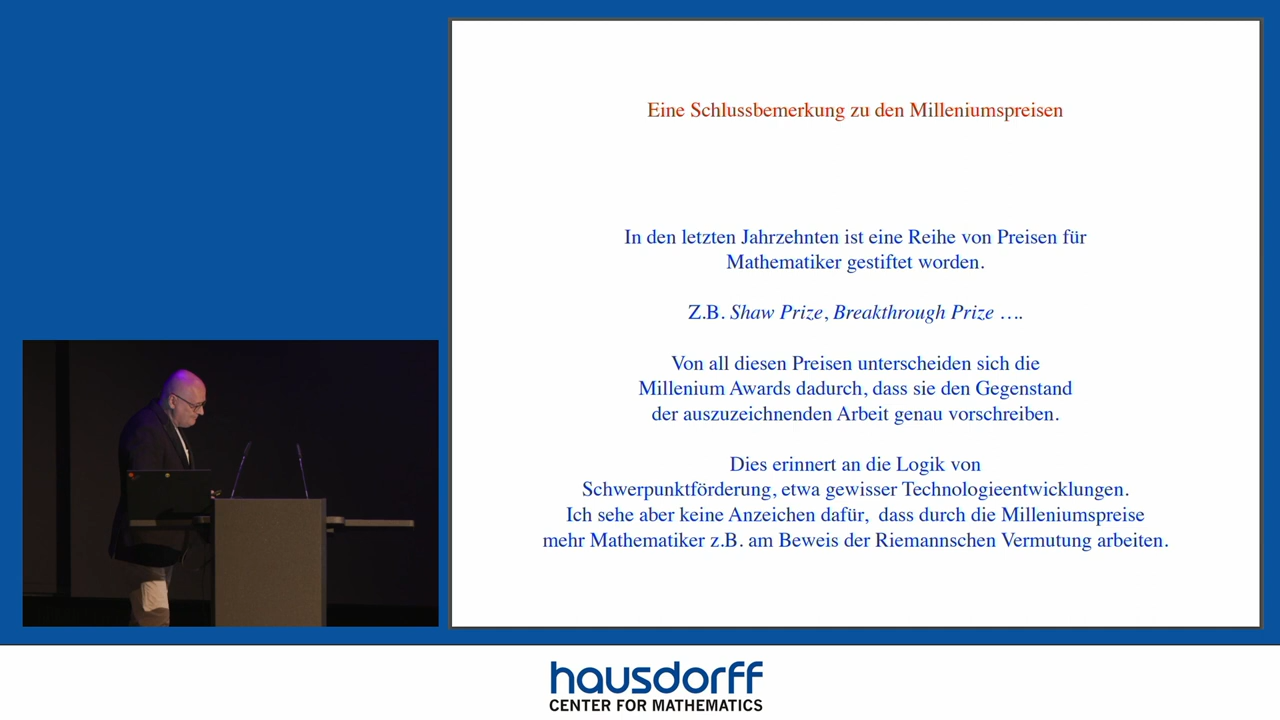 Eine Schlussbemerkung zu den Milleniumspreisen
In den letzten Jahrzehnten ist eine Reihe von Preisen für
Mathematiker gestiftet worden.
Z.B. Shaw Prize, Breakthrough Prize ….
Von all diesen Preisen unterscheiden sich die
Millenium Awards dadurch, dass sie den Gegenstand
der auszuzeichnenden Arbeit genau vorschreiben.
Dies erinnert an die Logik von
Schwerpunktförderung, etwa gewisser Technologieentwicklungen.
Ich sehe aber keine Anzeichen dafür, dass durch die Milleniumspreise
mehr Mathematiker z.B. am Beweis der Riemannschen Vermutung arbeiten.
hausdorff
CENTER FOR MATHEMATICS